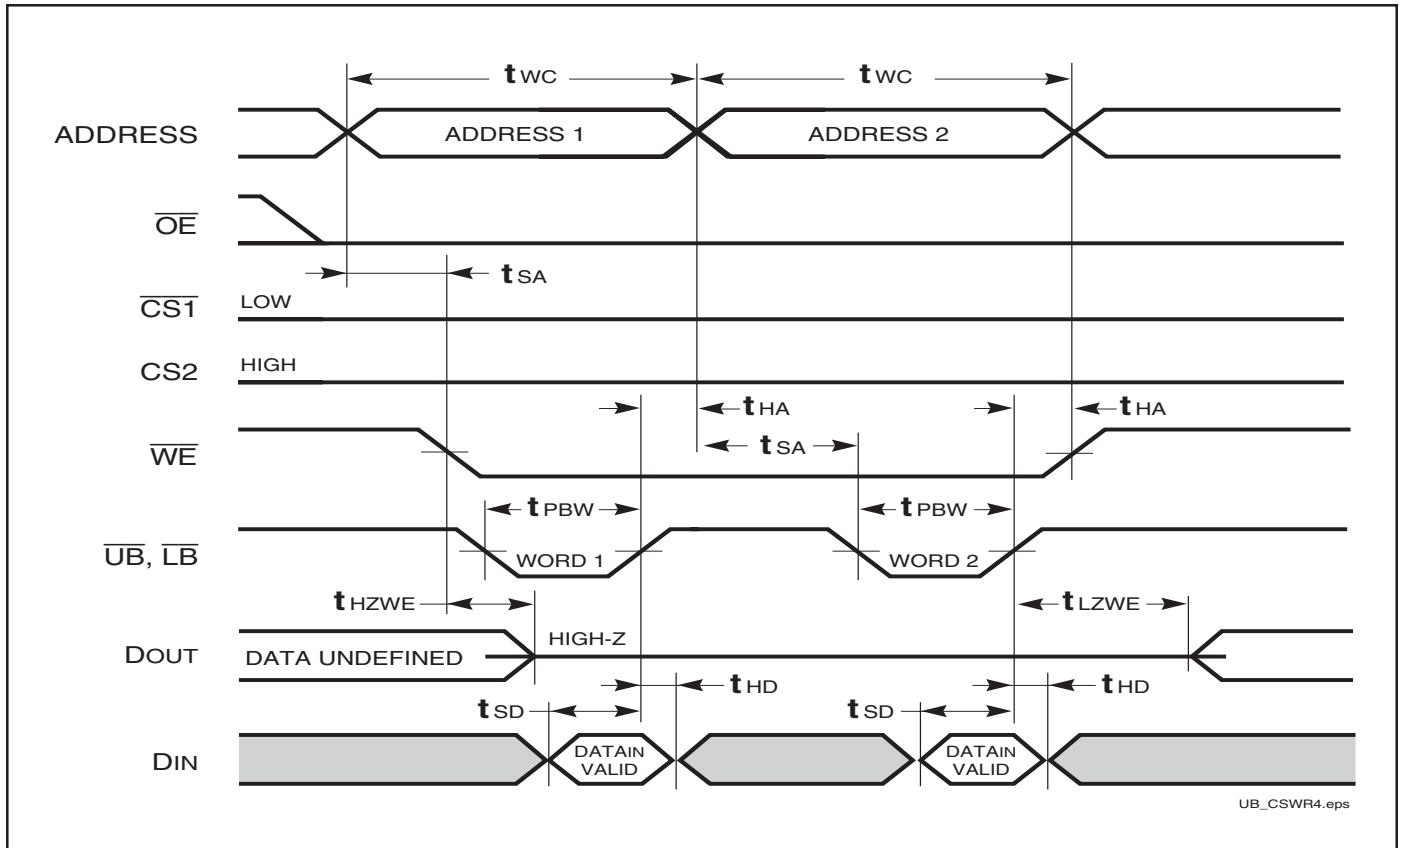 tWC tWC
ADDRESS ADDRESS 1 ADDRESS 2
OE
tSA
CS1 LOW
CS2 HIGH
tHA tHA
WE tSA
tPBW tPBW
UB, LB WORD 1 WORD 2
tHZWE tLZWE
DOUT DATA UNDEFINED HIGH-Z
tHD tHD
tSD tSD
DIN DATAIN VALID DATAIN VALID
UB_CSWR4.eps